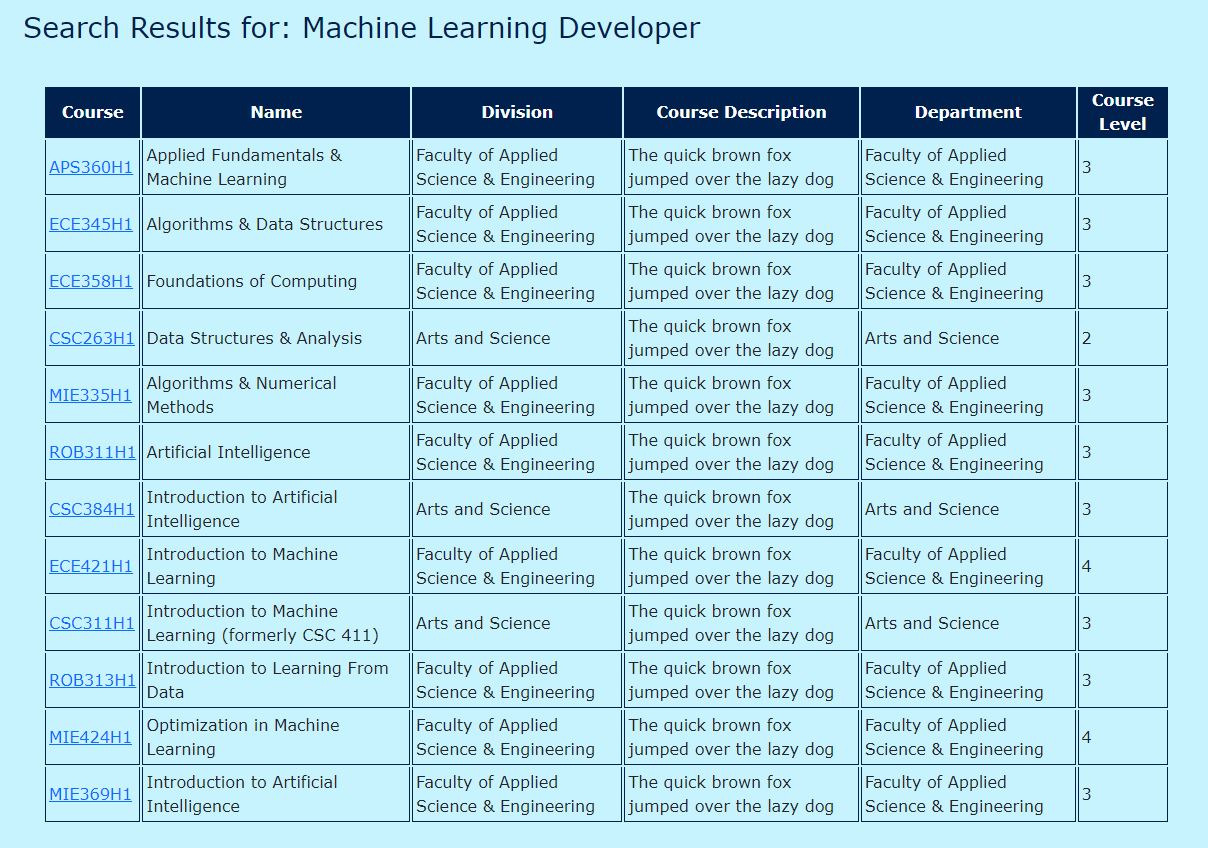 Search Results for: Machine Learning Developer
Course Name Division Course Description Department Course Level
APS360H1 Applied Fundamentals & Machine Learning Faculty of Applied Science & Engineering The quick brown fox jumped over the lazy dog Faculty of Applied Science & Engineering 3
ECE345H1 Algorithms & Data Structures Faculty of Applied Science & Engineering The quick brown fox jumped over the lazy dog Faculty of Applied Science & Engineering 3
ECE358H1 Foundations of Computing Faculty of Applied Science & Engineering The quick brown fox jumped over the lazy dog Faculty of Applied Science & Engineering 3
CSC263H1 Data Structures & Analysis Arts and Science The quick brown fox jumped over the lazy dog Arts and Science 2
MIE335H1 Algorithms & Numerical Methods Faculty of Applied Science & Engineering The quick brown fox jumped over the lazy dog Faculty of Applied Science & Engineering 3
ROB311H1 Artificial Intelligence Faculty of Applied Science & Engineering The quick brown fox jumped over the lazy dog Faculty of Applied Science & Engineering 3
CSC384H1 Introduction to Artificial Intelligence Arts and Science The quick brown fox jumped over the lazy dog Arts and Science 3
ECE421H1 Introduction to Machine Learning Faculty of Applied Science & Engineering The quick brown fox jumped over the lazy dog Faculty of Applied Science & Engineering 4
CSC311H1 Introduction to Machine Learning (formerly CSC 411) Arts and Science The quick brown fox jumped over the lazy dog Arts and Science 3
ROB313H1 Introduction to Learning From Data Faculty of Applied Science & Engineering The quick brown fox jumped over the lazy dog Faculty of Applied Science & Engineering 3
MIE424H1 Optimization in Machine Learning Faculty of Applied Science & Engineering The quick brown fox jumped over the lazy dog Faculty of Applied Science & Engineering 4
MIE369H1 Introduction to Artificial Intelligence Faculty of Applied Science & Engineering The quick brown fox jumped over the lazy dog Faculty of Applied Science & Engineering 3